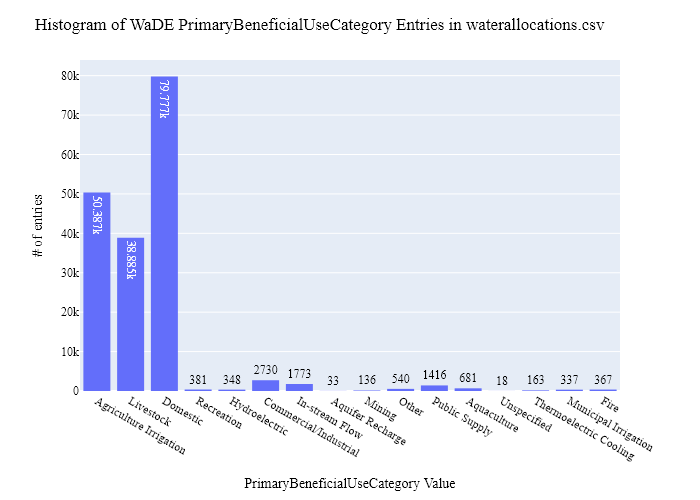 Histogram of WaDE PrimaryBeneficialUseCategory Entries in waterallocations.csv
# of entries
80k
70k
60k
50k
40k
30k
20k
10k
0
50.387k
38.885k
79.777k
381
348
2730
1773
33
136
540
1416
681
18
163
337
367
Agriculture Irrigation
Livestock
Domestic
Recreation
Hydroelectric
Commercial/Industrial
In-stream Flow
Aquifer Recharge
Mining
Other
Public Supply
Aquaculture
Unspecified
Thermoelectric Cooling
Municipal Irrigation
Fire
PrimaryBeneficialUseCategory Value